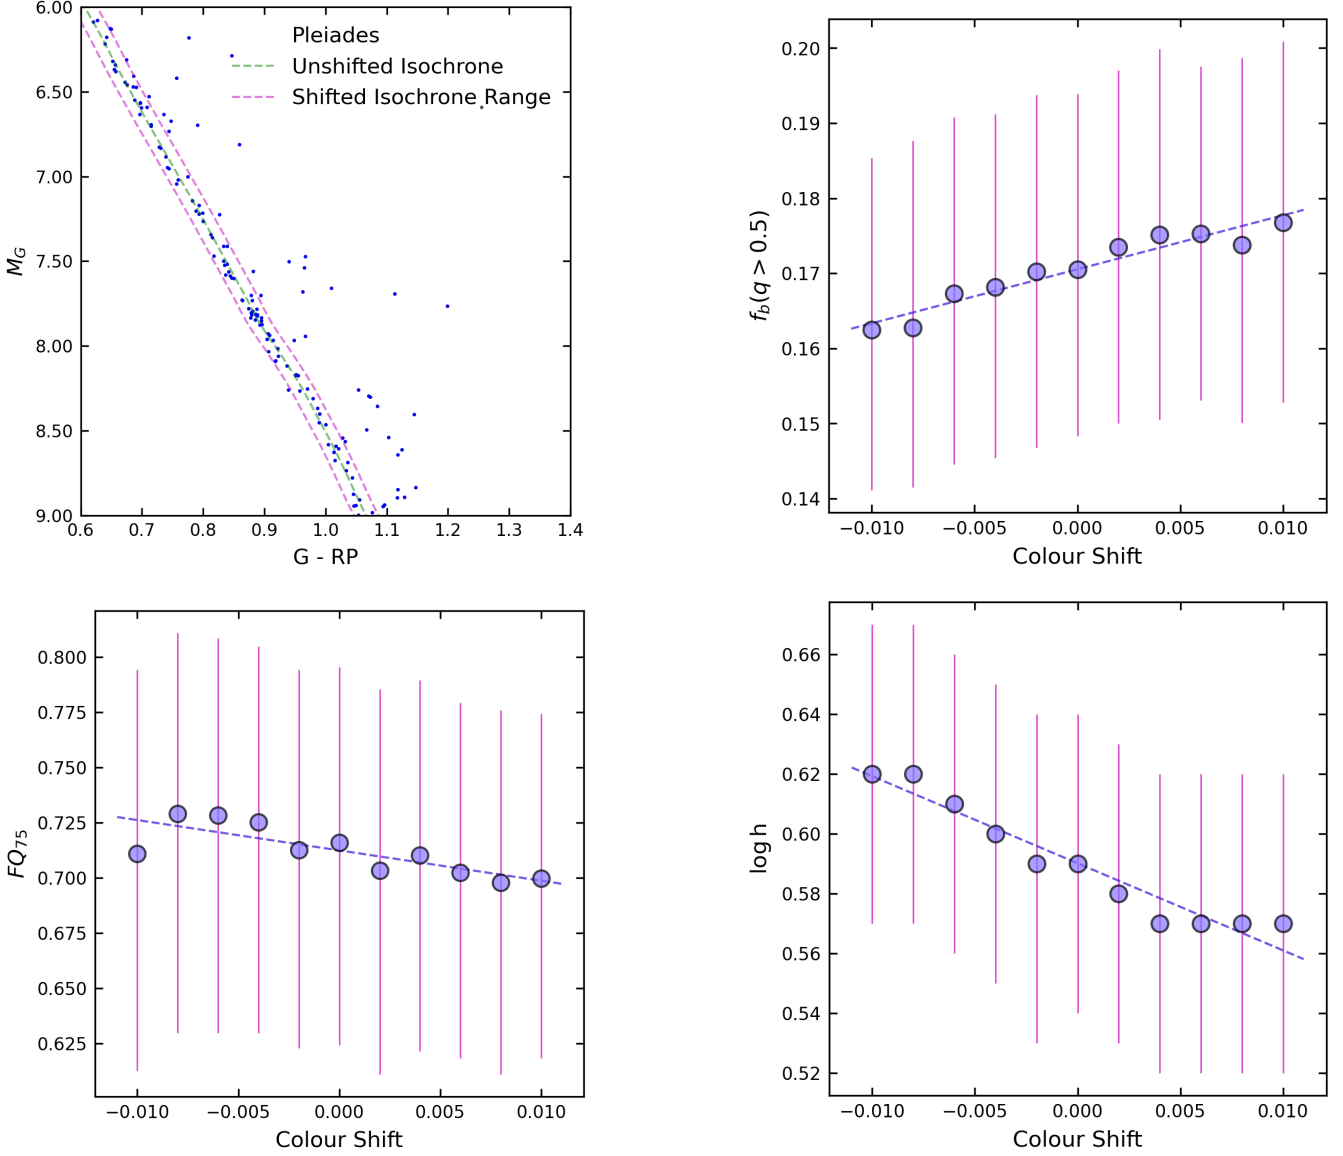 6.00
6.50
7.00
7.50
8.00
8.50
9.00
M_G
0.6 0.7 0.8 0.9 1.0 1.1 1.2 1.3 1.4
G - RP
Pleiades
Unshifted Isochrone
Shifted Isochrone Range
0.20
0.19
0.18
0.17
0.16
0.15
0.14
f_b(q > 0.5)
−0.010 −0.005 0.000 0.005 0.010
Colour Shift
0.800
0.775
0.750
0.725
0.700
0.675
0.650
0.625
FQ_75
−0.010 −0.005 0.000 0.005 0.010
Colour Shift
0.66
0.64
0.62
0.60
0.58
0.56
0.54
0.52
logh
−0.010 −0.005 0.000 0.005 0.010
Colour Shift